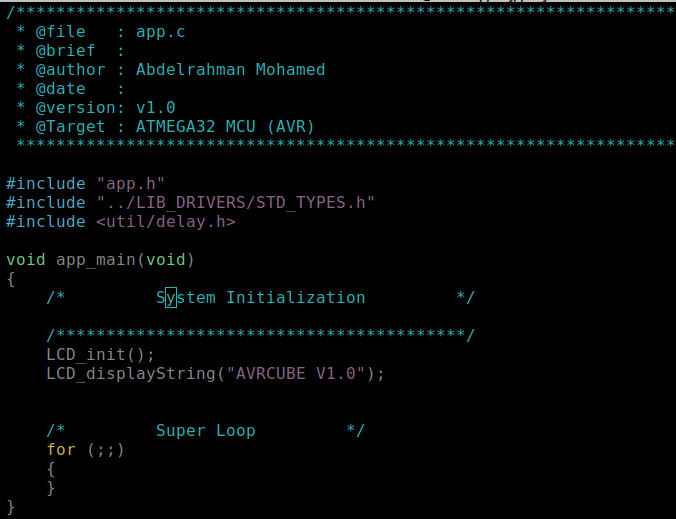 /******************************************************************
 * @file   : app.c
 * @brief  :
 * @author : Abdelrahman Mohamed
 * @date   :
 * @version: v1.0
 * @Target : ATMEGA32 MCU (AVR)
 ******************************************************************

#include "app.h"
#include "../LIB_DRIVERS/STD_TYPES.h"
#include <util/delay.h>

void app_main(void)
{
    /*         System Initialization         */

    /*****************************************/
    LCD_init();
    LCD_displayString("AVRCUBE V1.0");


    /*         Super Loop         */
    for (;;)
    {
    }
}